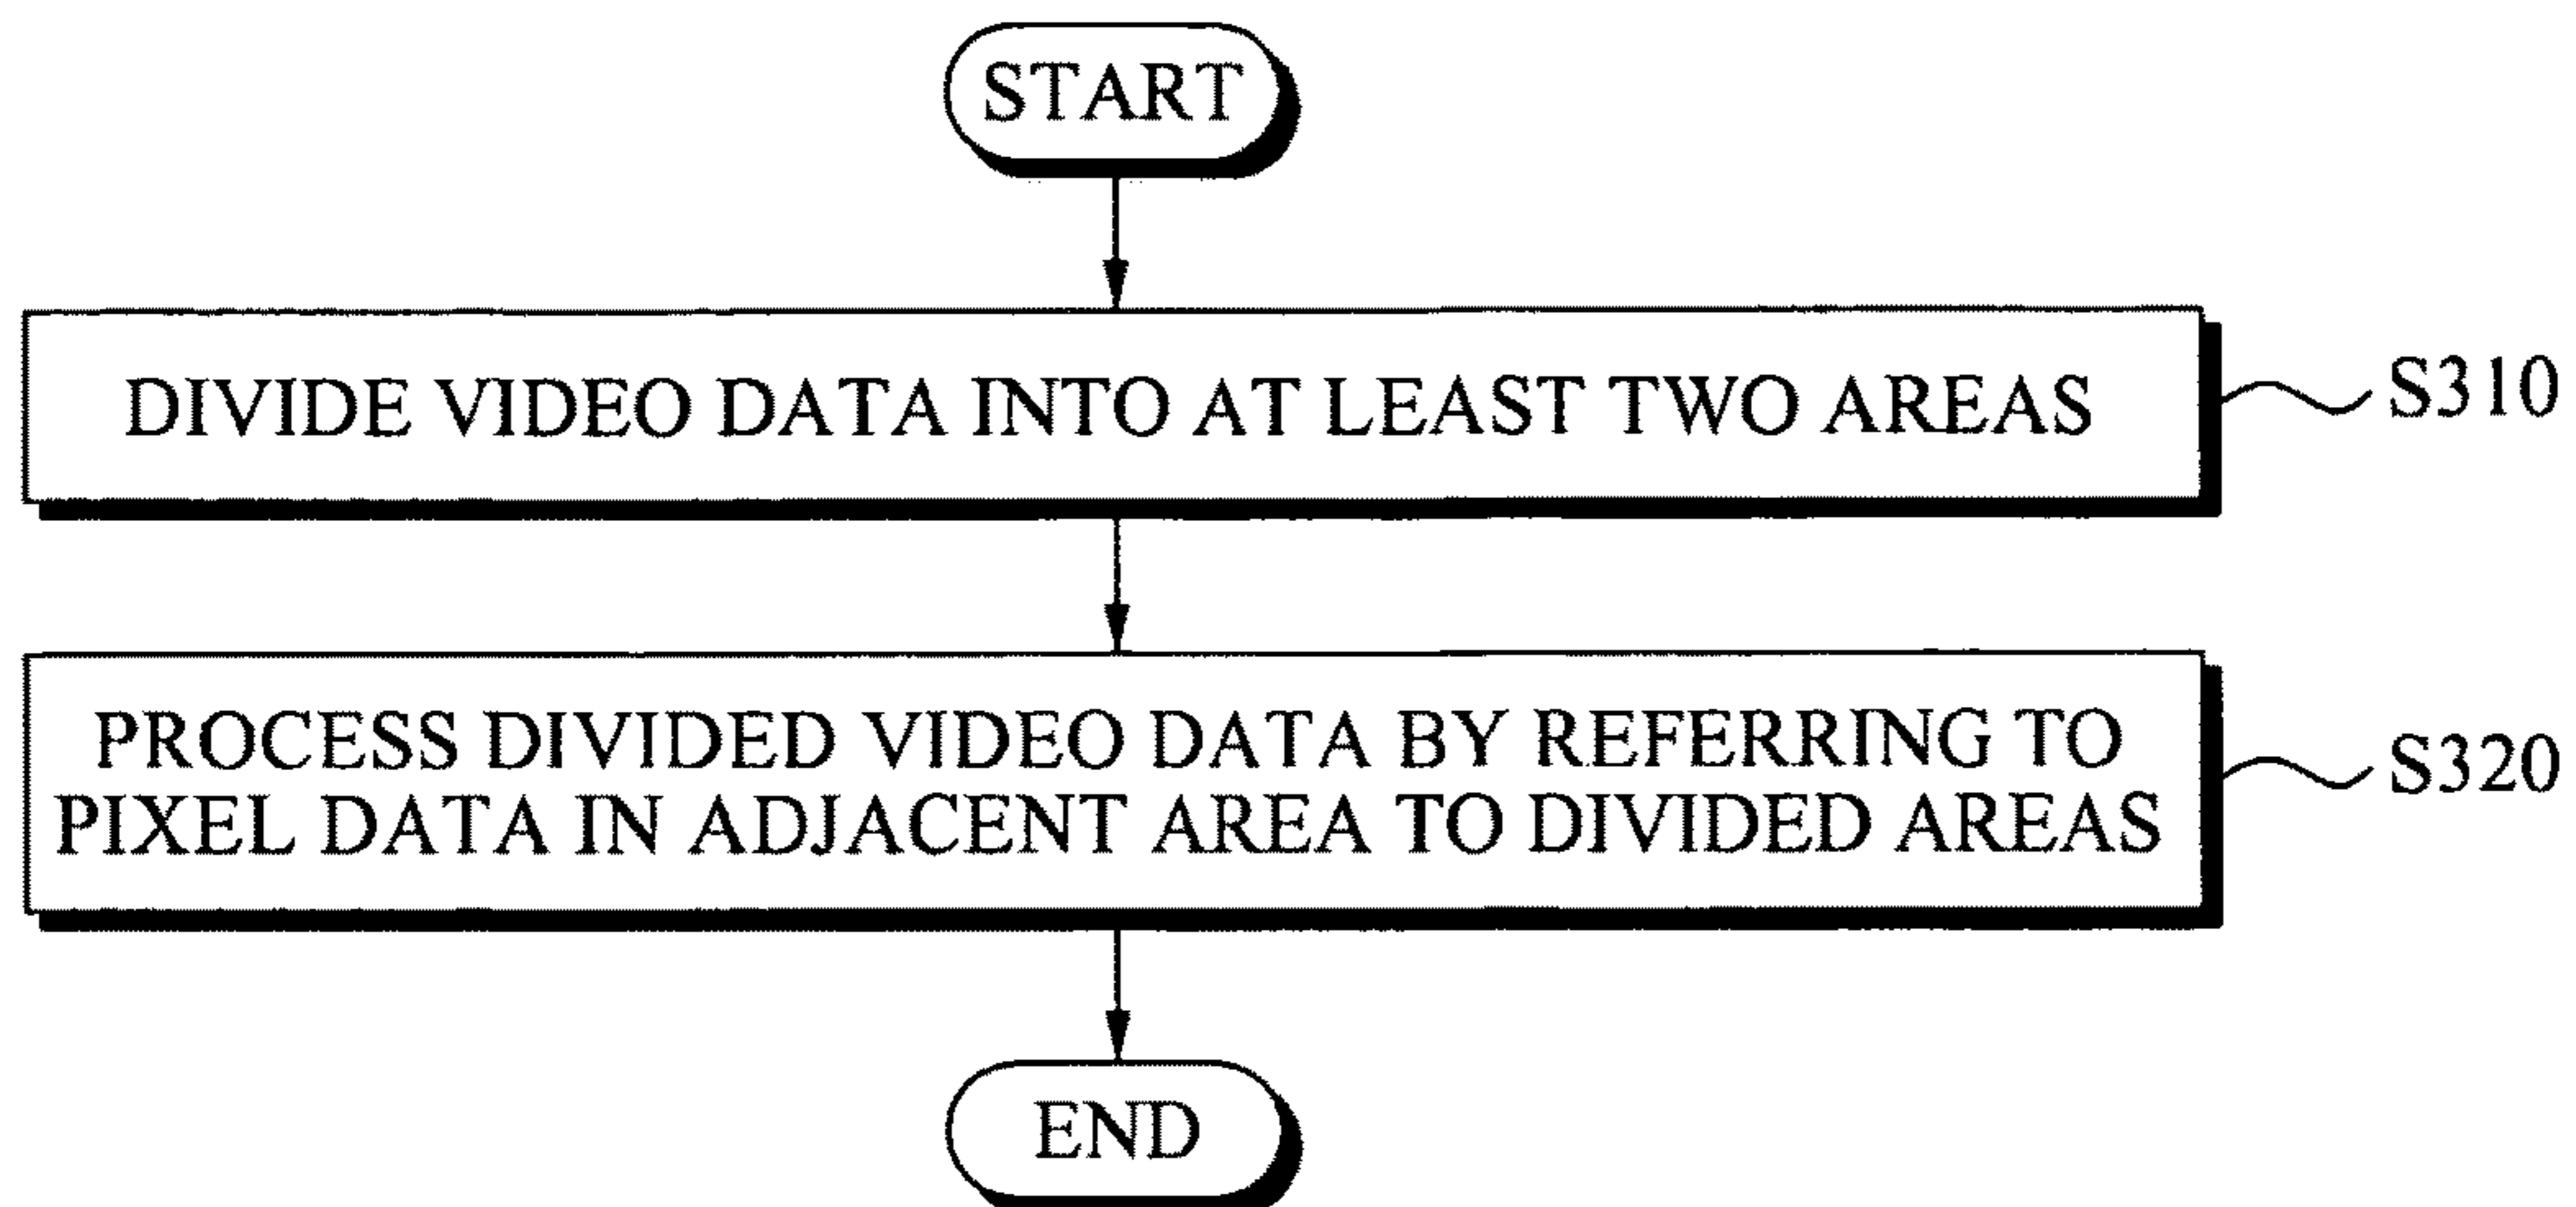 START
DIVIDE VIDEO DATA INTO AT LEAST TWO AREAS
S310
PROCESS DIVIDED VIDEO DATA BY REFERRING TO
PIXEL DATA IN ADJACENT AREA TO DIVIDED AREAS
S320
END